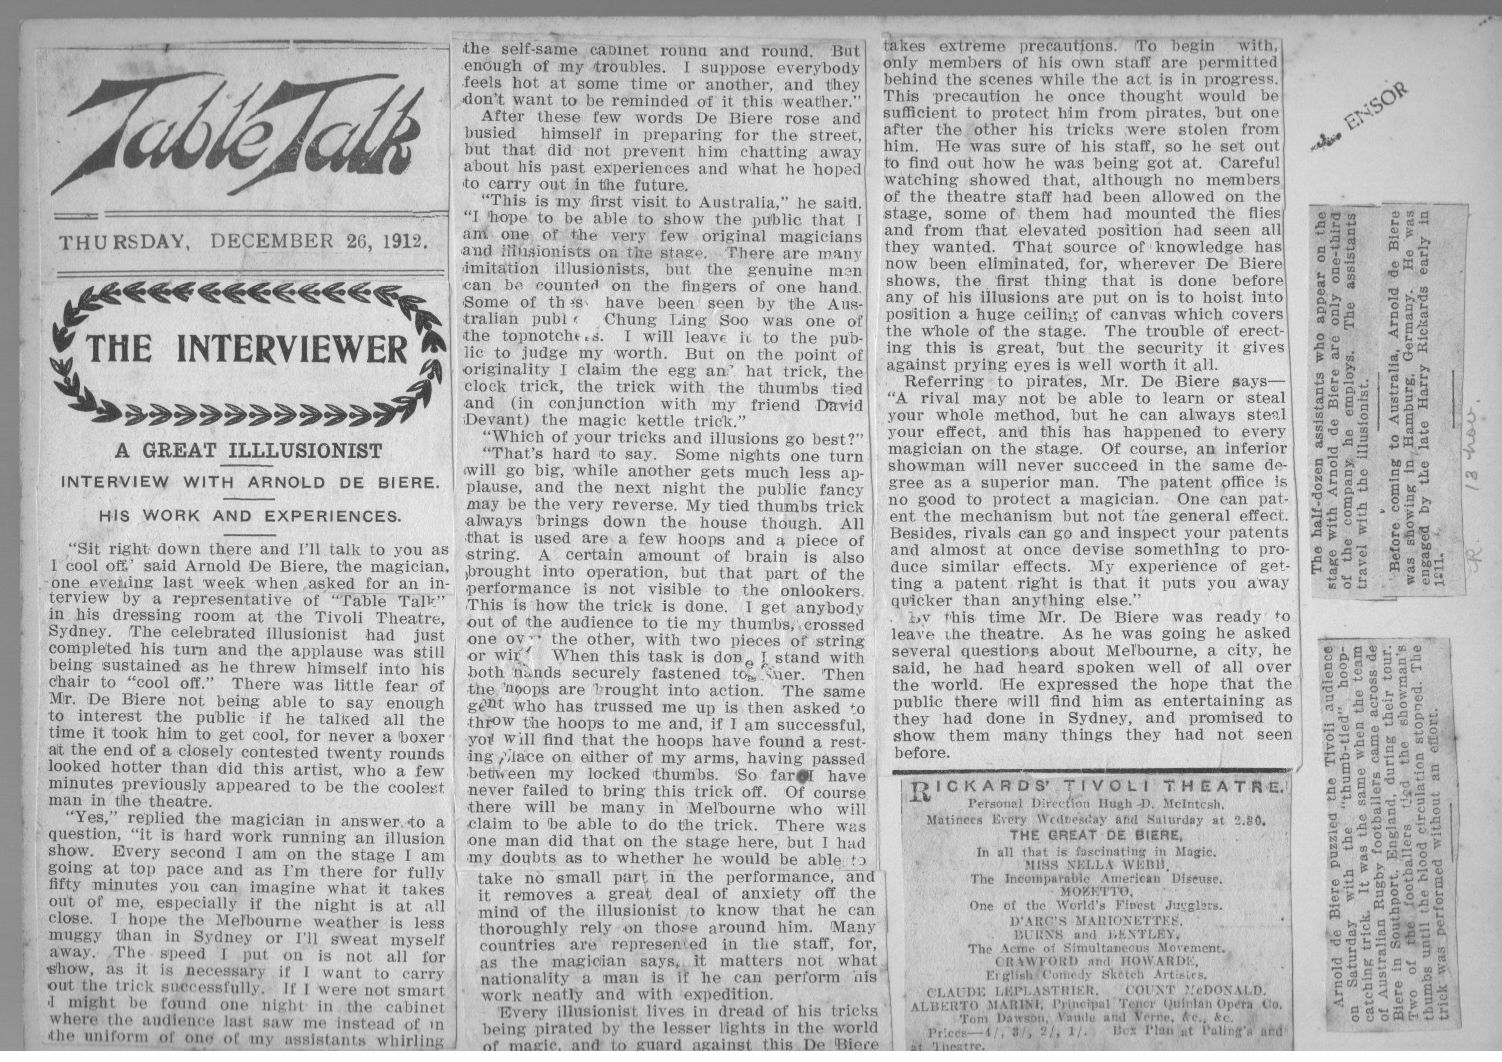 Table Talk
THURSDAY, DECEMBER 26, 1912.
THE INTERVIEWER
A GREAT ILLLUSIONIST
INTERVIEW WITH ARNOLD DE BIERE.
HIS WORK AND EXPERIENCES.
"Sit right down there and I'll talk to you as
I cool off," said Arnold De Biere, the magician,
one evening last week when asked for an in-
terview by a representative of "Table Talk"
in his dressing room at the Tivoli Theatre,
Sydney. The celebrated illusionist had just
completed his turn and the applause was still
being sustained as he threw himself into his
chair to "cool off." There was little fear of
Mr. De Biere not being able to say enough
to interest the public if he talked all the
time it took him to get cool, for never a boxer
at the end of a closely contested twenty rounds
looked hotter than did this artist, who a few
minutes previously appeared to be the coolest
man in the theatre.
"Yes," replied the magician in answer to a
question, "it is hard work running an illusion
show. Every second I am on the stage I am
going at top pace and as I'm there for fully
fifty minutes you can imagine what it takes
out of me, especially if the night is at all
close. I hope the Melbourne weather is less
muggy than in Sydney or I'll sweat myself
away. The speed I put on is not all for
show, as it is necessary if I want to carry
out the trick successfully. If I were not smart
I might be found one night in the cabinet
where the audience last saw me instead of in
the uniform of one of my assistants whirling
the self-same cabinet round and round. But
enough of my troubles. I suppose everybody
feels hot at some time or another, and they
don't want to be reminded of it this weather."
After these few words De Biere rose and
busied himself in preparing for the street,
but that did not prevent him chatting away
about his past experiences and what he hoped
to carry out in the future.
"This is my first visit to Australia," he said.
"I hope to be able to show the public that I
am one of the very few original magicians
and illusionists on the stage. There are many
imitation illusionists, but the genuine men
can be counted on the fingers of one hand.
Some of these have been seen by the Aus-
tralian public Chung Ling Soo was one of
the topnotchers. I will leave it to the pub-
lic to judge my worth. But on the point of
originality I claim the egg and hat trick, the
clock trick, the trick with the thumbs tied
and (in conjunction with my friend David
Devant) the magic kettle trick."
"Which of your tricks and illusions go best?"
"That's hard to say. Some nights one turn
will go big, while another gets much less ap-
plause, and the next night the public fancy
may be the very reverse. My tied thumbs trick
always brings down the house though. All
that is used are a few hoops and a piece of
string. A certain amount of brain is also
brought into operation, but that part of the
performance is not visible to the onlookers.
This is how the trick is done. I get anybody
out of the audience to tie my thumbs, crossed
one over the other, with two pieces of string
or wire. When this task is done I stand with
both hands securely fastened together. Then
the hoops are brought into action. The same
gent who has trussed me up is then asked to
throw the hoops to me and, if I am successful,
you will find that the hoops have found a rest-
ing place on either of my arms, having passed
between my locked thumbs. So far I have
never failed to bring this trick off. Of course
there will be many in Melbourne who will
claim to be able to do the trick. There was
one man did that on the stage here, but I had
my doubts as to whether he would be able to
take no small part in the performance, and
it removes a great deal of anxiety off the
mind of the illusionist to know that he can
thoroughly rely on those around him. Many
countries are represented in the staff, for,
as the magician says, it matters not what
nationality a man is if he can perform his
work neatly and with expedition.
Every illusionist lives in dread of his tricks
being pirated by the lesser lights in the world
of magic, and to guard against this De Biere
takes extreme precautions. To begin with,
only members of his own staff are permitted
behind the scenes while the act is in progress.
This precaution he once thought would be
sufficient to protect him from pirates, but one
after the other his tricks were stolen from
him. He was sure of his staff, so he set out
to find out how he was being got at. Careful
watching showed that, although no members
of the theatre staff had been allowed on the
stage, some of them had mounted the flies
and from that elevated position had seen all
they wanted. That source of knowledge has
now been eliminated, for, wherever De Biere
shows, the first thing that is done before
any of his illusions are put on is to hoist into
position a huge ceiling of canvas which covers
the whole of the stage. The trouble of erect-
ing this is great, but the security it gives
against prying eyes is well worth it all.
Referring to pirates, Mr. De Biere says—
"A rival may not be able to learn or steal
your whole method, but he can always steal
your effect, and this has happened to every
magician on the stage. Of course, an inferior
showman will never succeed in the same de-
gree as a superior man. The patent office is
no good to protect a magician. One can pat-
ent the mechanism but not the general effect.
Besides, rivals can go and inspect your patents
and almost at once devise something to pro-
duce similar effects. My experience of get-
ting a patent right is that it puts you away
quicker than anything else."
By this time Mr. De Biere was ready to
leave the theatre. As he was going he asked
several questions about Melbourne, a city, he
said, he had heard spoken well of all over
the world. He expressed the hope that the
public there will find him as entertaining as
they had done in Sydney, and promised to
show them many things they had not seen
before.
RICKARDS' TIVOLI THEATRE.
Personal Direction Hugh D. McIntosh.
Matinees Every Wednesday and Saturday at 2.30.
THE GREAT DE BIERE,
In all that is fascinating in Magic.
MISS NELLA WEBB,
The Incomparable American Diseuse.
MOZETTO,
One of the World's Finest Jugglers.
D'ARC'S MARIONETTES,
BURNS and BENTLEY,
The Acme of Simultaneous Movement.
CRAWFORD and HOWARDE,
English Comedy Sketch Artistes.
CLAUDE LEPLASTRIER, COUNT McDONALD.
ALBERTO MARINI, Principal Tenor Quinlan Opera Co.
Tom Dawson, Vaude and Verne, &c., &c.
Prices—4/, 3/, 2/, 1/. Box Plan at Paling's and
at Theatre.
ENSOR
The half-dozen assistants who appear on the
stage with Arnold de Biere are only one-third
of the company he employs. The assistants
travel with the illusionist.
Before coming to Australia, Arnold de Biere
was showing in Hamburg, Germany. He was
engaged by the late Harry Rickards early in
1911.
18 Nov.
Arnold de Biere puzzled the Tivoli audience
on Saturday with the "thumb-tied" hoop-
catching trick. It was the same when the team
of Australian Rugby footballers came across de
Biere in Southport, England, during their tour.
Two of the footballers tied the showman's
thumbs until the blood circulation stopped. The
trick was performed without an effort.